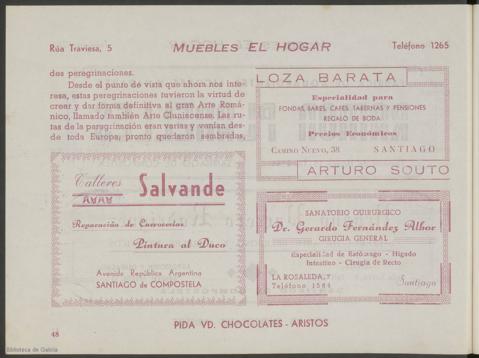 Rúa Traviesa, 5 MUEBLES EL HOGAR Teléfono 1265
des peregrinaciones.
Desde el punto de vista que ahora nos inte-
resa, estas peregrinaciones tuvieron la virtud de
crear y dar forma definitiva al gran Arte Romá-
nico, llamado también Arte Cluniacense. Las ru-
tas de la peregrinación eran varias y venían des-
de toda Europa; pronto quedaron sembradas,
Talleres Salvande
Reparación de Carrocerías
Pintura al Duco
Avenida República Argentina
SANTIAGO de COMPOSTELA
LOZA BARATA
Especialidad para
FONDAS, BARES, CAFES, TABERNAS Y PENSIONES
REGALO DE BODA
Precios Económicos
CAMINO NUEVO, 38 SANTIAGO
ARTURO SOUTO
SANATORIO QUIRURGICO
Dr. Gerardo Fernández Albor
CIRUGIA GENERAL
Especialidad de Estómago - Hígado
Intestino - Cirugía de Recto
LA ROSALEDA, 7
Teléfono 1584 Santiago
PIDA VD. CHOCOLATES - ARISTOS
48
Biblioteca de Galicia